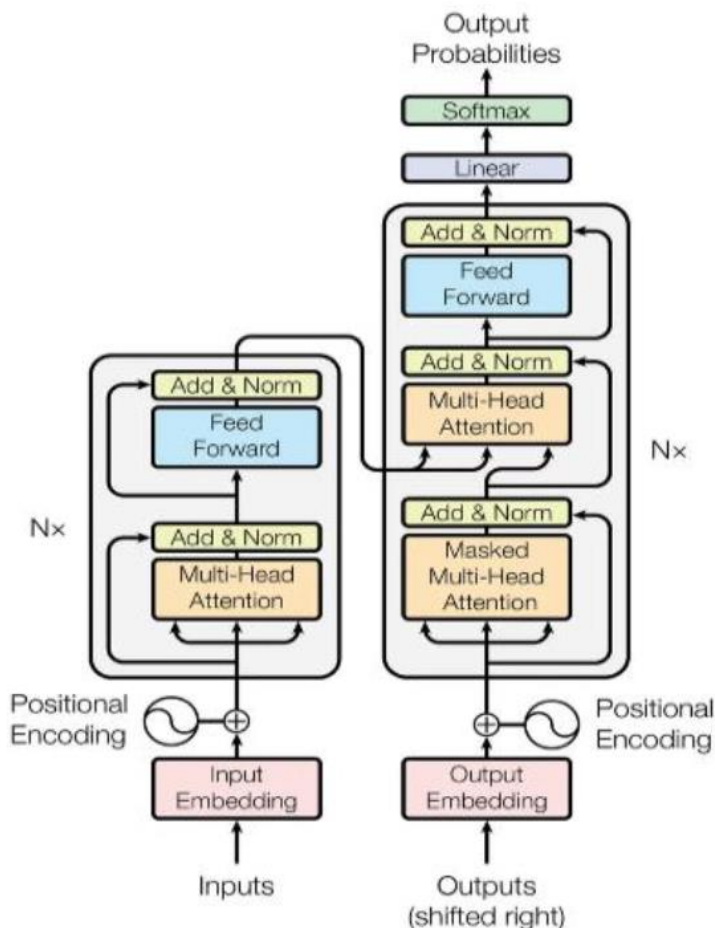 Output
Probabilities
Softmax
Linear
Add & Norm
Feed
Forward
Add & Norm
Multi-Head
Attention
Add & Norm
Masked
Multi-Head
Attention
Nx
Add & Norm
Feed
Forward
Add & Norm
Multi-Head
Attention
Nx
Positional
Encoding
Positional
Encoding
Input
Embedding
Output
Embedding
Inputs
Outputs
(shifted right)